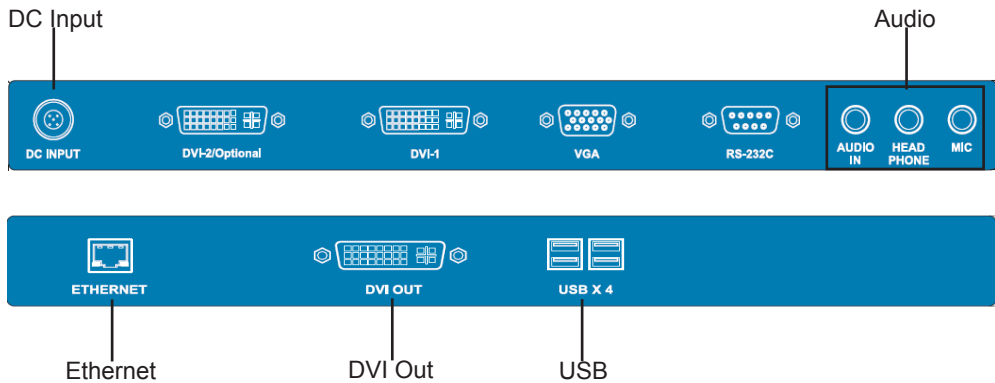 DC Input
Audio
DC INPUT
DVI-2/Optional
DVI-1
VGA
RS-232C
AUDIO IN
HEAD PHONE
MIC
ETHERNET
DVI OUT
USB X 4
Ethernet
DVI Out
USB